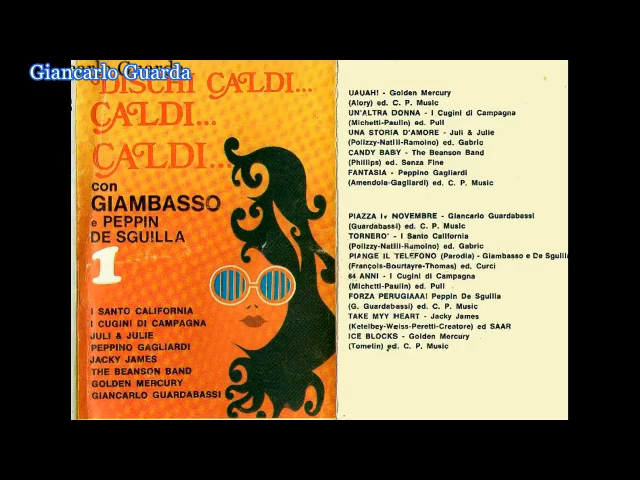 Giancarlo Guarda
DISCHI CALDI...
CALDI...
CALDI...
con
GIAMBASSO
e PEPPIN
DE SGUILLA
1
I SANTO CALIFORNIA
I CUGINI DI CAMPAGNA
JULI & JULIE
PEPPINO GAGLIARDI
JACKY JAMES
THE BEANSON BAND
GOLDEN MERCURY
GIANCARLO GUARDABASSI
UAUAH! - Golden Mercury
(Alory) ed. C. P. Music
UN'ALTRA DONNA - I Cugini di Campagna
(Michetti-Paulin) ed. Pull
UNA STORIA D'AMORE - Juli & Julie
(Polizzy-Natili-Ramoino) ed. Gabric
CANDY BABY - The Beanson Band
(Phillips) ed. Senza Fine
FANTASIA - Peppino Gagliardi
(Amendola-Gagliardi) ed. C. P. Music
PIAZZA IV NOVEMBRE - Giancarlo Guardabassi
(Guardabassi) ed. C. P. Music
TORNERO' - I Santo California
(Polizzy-Natili-Ramoino) ed. Gabric
PIANGE IL TELEFONO (Parodia) - Giambasso e De Sguilla
(François-Bourtayre-Thomas) ed. Curci
64 ANNI - I Cugini di Campagna
(Michetti-Paulin) ed. Pull
FORZA PERUGIAAA! Peppin De Sguilla
(G. Guardabassi) ed. C. P. Music
TAKE MYY HEART - Jacky James
(Ketelbey-Weiss-Peretti-Creatore) ed SAAR
ICE BLOCKS - Golden Mercury
(Tomelin) ed. C. P. Music